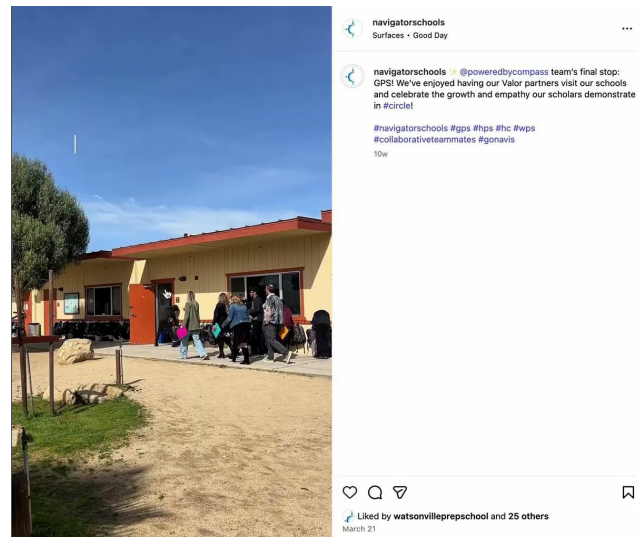 navigatorschools
Surfaces • Good Day
navigatorschools ✨ @poweredbycompass team's final stop:
GPS! We've enjoyed having our Valor partners visit our schools
and celebrate the growth and empathy our scholars demonstrate
in #circle!
#navigatorschools #gps #hps #hc #wps
#collaborativeteammates #gonavis
10w
Liked by watsonvilleprepschool and 25 others
March 21